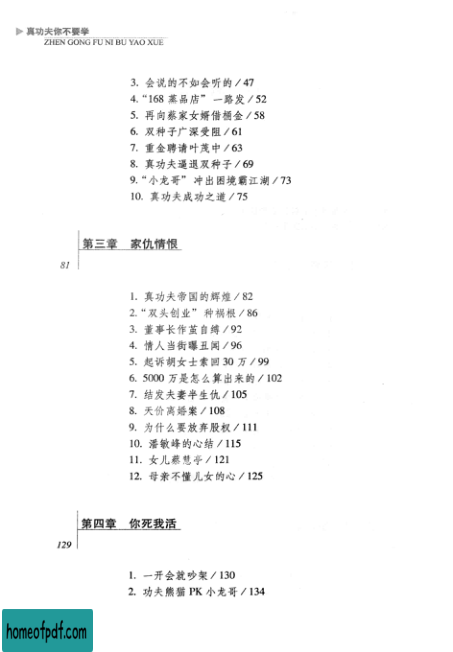 ▶ 真功夫你不要学
ZHEN GONG FU NI BU YAO XUE
3. 会说的不如会听的 / 47
4. “168 蒸品店” 一路发 / 52
5. 再向蔡家女婿借桶金 / 58
6. 双种子广深受阻 / 61
7. 重金聘请叶茂中 / 63
8. 真功夫逼退双种子 / 69
9. “小龙哥” 冲出困境霸江湖 / 73
10. 真功夫成功之道 / 75
第三章 家仇情恨
81
1. 真功夫帝国的辉煌 / 82
2. “双头创业” 种祸根 / 86
3. 董事长作茧自缚 / 92
4. 情人当街曝丑闻 / 96
5. 起诉胡女士索回 30 万 / 99
6. 5000 万是怎么算出来的 / 102
7. 结发夫妻半生仇 / 105
8. 天价离婚案 / 108
9. 为什么要放弃股权 / 111
10. 潘敏峰的心结 / 115
11. 女儿蔡慧亭 / 121
12. 母亲不懂儿女的心 / 125
第四章 你死我活
129
1. 一开会就吵架 / 130
2. 功夫熊猫 PK 小龙哥 / 134
homeofpdf.com